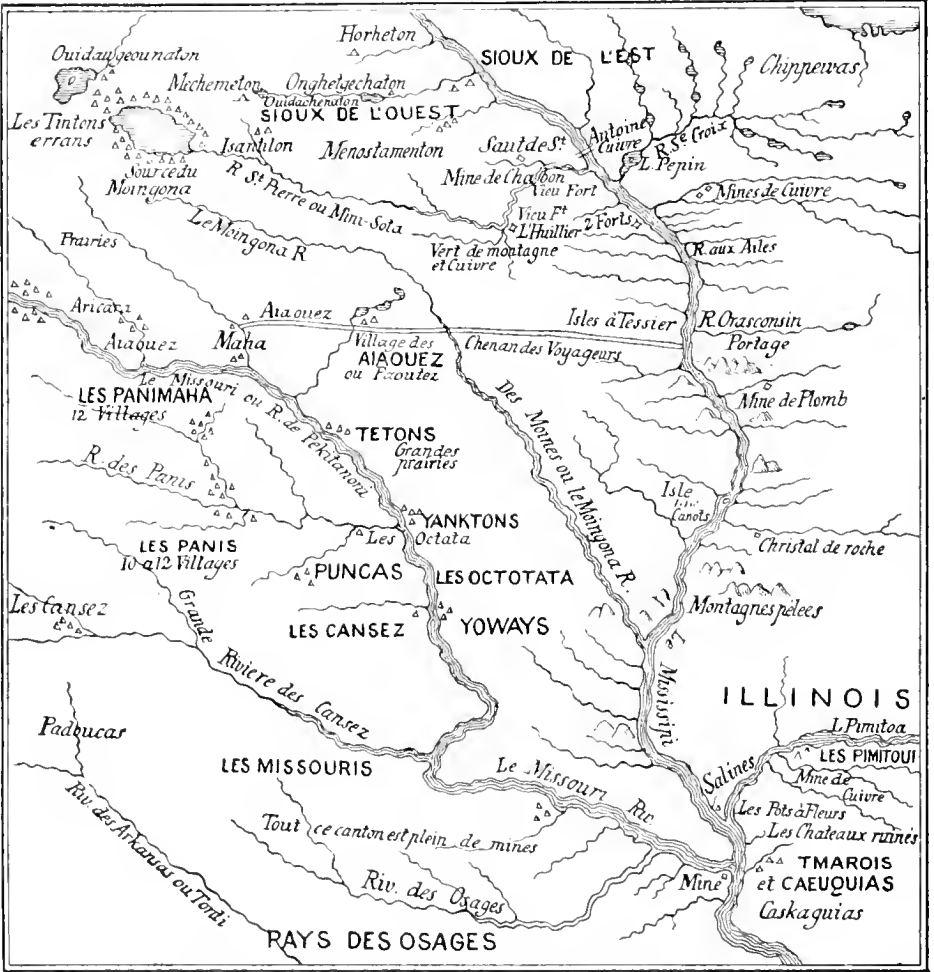 Horheton
SIOUX DE L'EST
Ouidaugeounaton
Chippewas
Mechemeton
Onghetgechaton
Ouidachenaton
SIOUX DE L'OUEST
Les Tintons
errans
Isantiton
Menostamenton
Saut de St.
Antoine
Cuivre
R. Ste. Croix
L. Pepin
Source du
Moingona
R St. Pierre ou Mini-Sota
Mine de Charbon
Vieu Fort
Mines de Cuivre
Vieu Ft.
L'Huillier
2 Forts
Le Moingona R
Prairies
Vert de montagne
et Cuivre
R. aux Ailes
Aricara
Aiaouez
Aiaouez
Maha
Village des
AIAOUEZ
ou Paoutez
Isles à Tessier
R. Orasconsin
Portage
Chenan des Voyageurs
Le Missouri ou R. de Pekitanoni
LES PANIMAHA
12 Villages
Des Moines ou le Moingona R.
Mine de Plomb
TETONS
Grandes
prairies
R. des Panis
Isle
Canots
YANKTONS
Les Octata
Christal de roche
LES PANIS
10 a 12 Villages
PUNCAS
LES OCTOTATA
Les Cansez
Grande Riviere des Cansez
LES CANSEZ
YOWAYS
Montagnes pelees
Le Missisipi
ILLINOIS
L Pimitoa
LES PIMITOUI
Padoucas
LES MISSOURIS
Le Missouri Riv
Salines
Mine de
Cuivre
Les Pots à Fleurs
Les Chateaux ruinés
Riv. des Arkansas ou Tonti
Tout ce canton est plein de mines
Riv. des Osages
Mine
TMAROIS
et CAEUQUIAS
Caskaquias
PAYS DES OSAGES